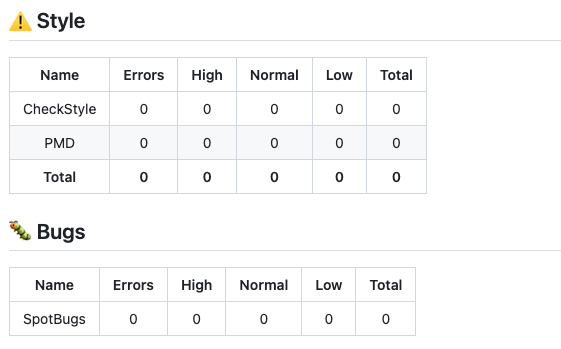 ⚠️ Style
Name Errors High Normal Low Total
CheckStyle 0 0 0 0 0
PMD 0 0 0 0 0
Total 0 0 0 0 0
🐛 Bugs
Name Errors High Normal Low Total
SpotBugs 0 0 0 0 0